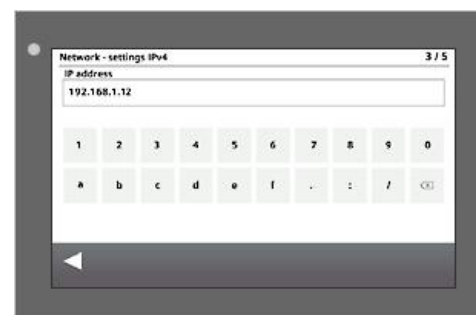 Network - settings IPv4 3 / 5
IP address
192.168.1.12
1 2 3 4 5 6 7 8 9 0
a b c d e f . : /